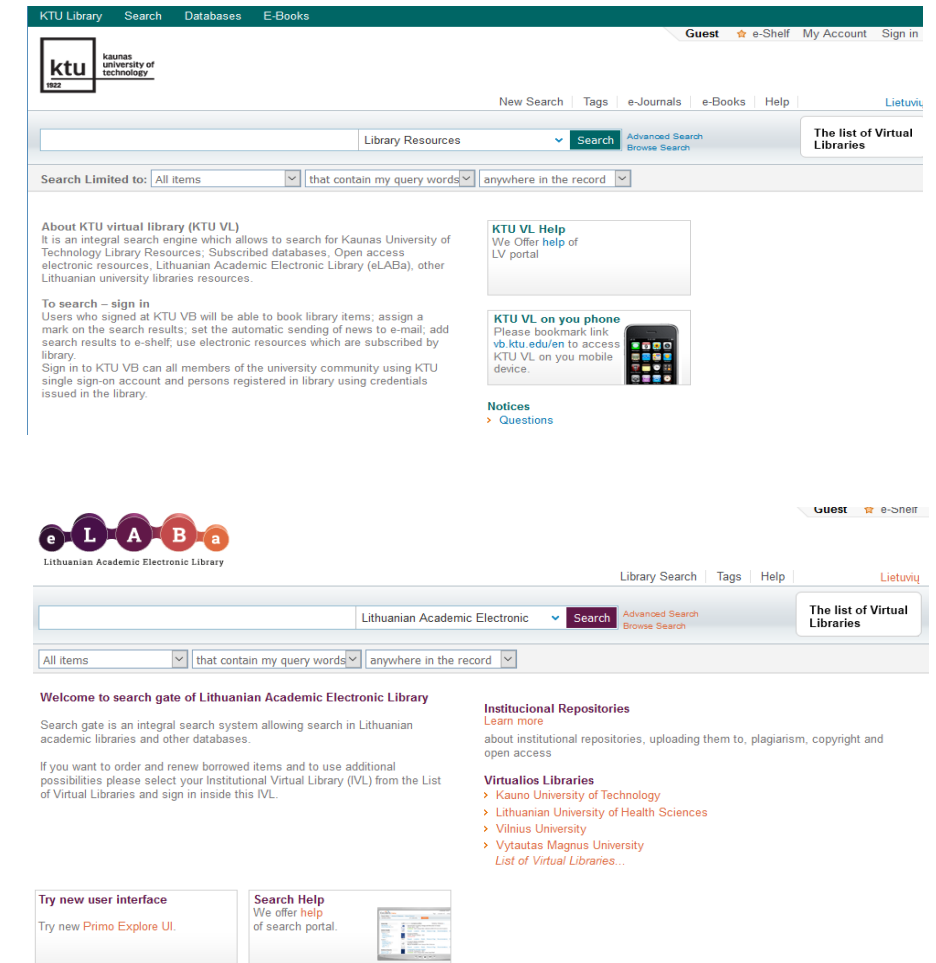 KTU Library Search Databases E-Books
Guest e-Shelf My Account Sign in
ktu
1922
kaunas
university of
technology
New Search Tags e-Journals e-Books Help Lietuvių
Library Resources Search
Advanced Search
Browse Search
The list of Virtual
Libraries
Search Limited to: All items that contain my query words anywhere in the record
About KTU virtual library (KTU VL)
It is an integral search engine which allows to search for Kaunas University of
Technology Library Resources; Subscribed databases, Open access
electronic resources, Lithuanian Academic Electronic Library (eLABa), other
Lithuanian university libraries resources.
To search – sign in
Users who signed at KTU VB will be able to book library items; assign a
mark on the search results; set the automatic sending of news to e-mail; add
search results to e-shelf; use electronic resources which are subscribed by
library.
Sign in to KTU VB can all members of the university community using KTU
single sign-on account and persons registered in library using credentials
issued in the library.
KTU VL Help
We Offer help of
LV portal
KTU VL on you phone
Please bookmark link
vb.ktu.edu/en to access
KTU VL on you mobile
device.
Notices
Questions
e L A B a
Lithuanian Academic Electronic Library
Guest e-Shelf
Library Search Tags Help Lietuvių
Lithuanian Academic Electronic Search
Advanced Search
Browse Search
The list of Virtual
Libraries
All items that contain my query words anywhere in the record
Welcome to search gate of Lithuanian Academic Electronic Library
Search gate is an integral search system allowing search in Lithuanian
academic libraries and other databases.
If you want to order and renew borrowed items and to use additional
possibilities please select your Institutional Virtual Library (IVL) from the List
of Virtual Libraries and sign in inside this IVL.
Institucional Repositories
Learn more
about institutional repositories, uploading them to, plagiarism, copyright and
open access
Virtualios Libraries
Kauno University of Technology
Lithuanian University of Health Sciences
Vilnius University
Vytautas Magnus University
List of Virtual Libraries...
Try new user interface
Try new Primo Explore UI.
Search Help
We offer help
of search portal.